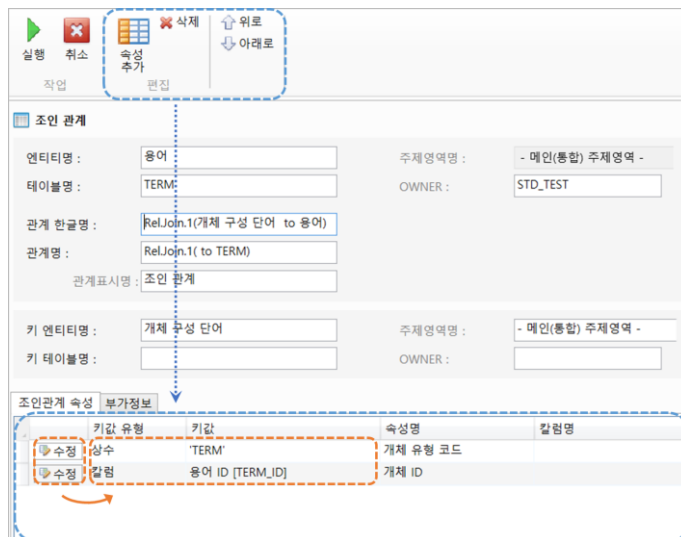 실행
취소
속성
추가
삭제
위로
아래로
작업
편집
조인 관계
엔티티명 : 용어 주제영역명 : - 메인(통합) 주제영역 -
테이블명 : TERM OWNER : STD_TEST
관계 한글명 : Rel.Join.1(개체 구성 단어 to 용어)
관계명 : Rel.Join.1( to TERM)
관계표시명 : 조인 관계
키 엔티티명 : 개체 구성 단어 주제영역명 : - 메인(통합) 주제영역 -
키 테이블명 : OWNER :
조인관계 속성 부가정보
키값 유형 키값 속성명 칼럼명
수정 상수 'TERM' 개체 유형 코드
수정 칼럼 용어 ID [TERM_ID] 개체 ID